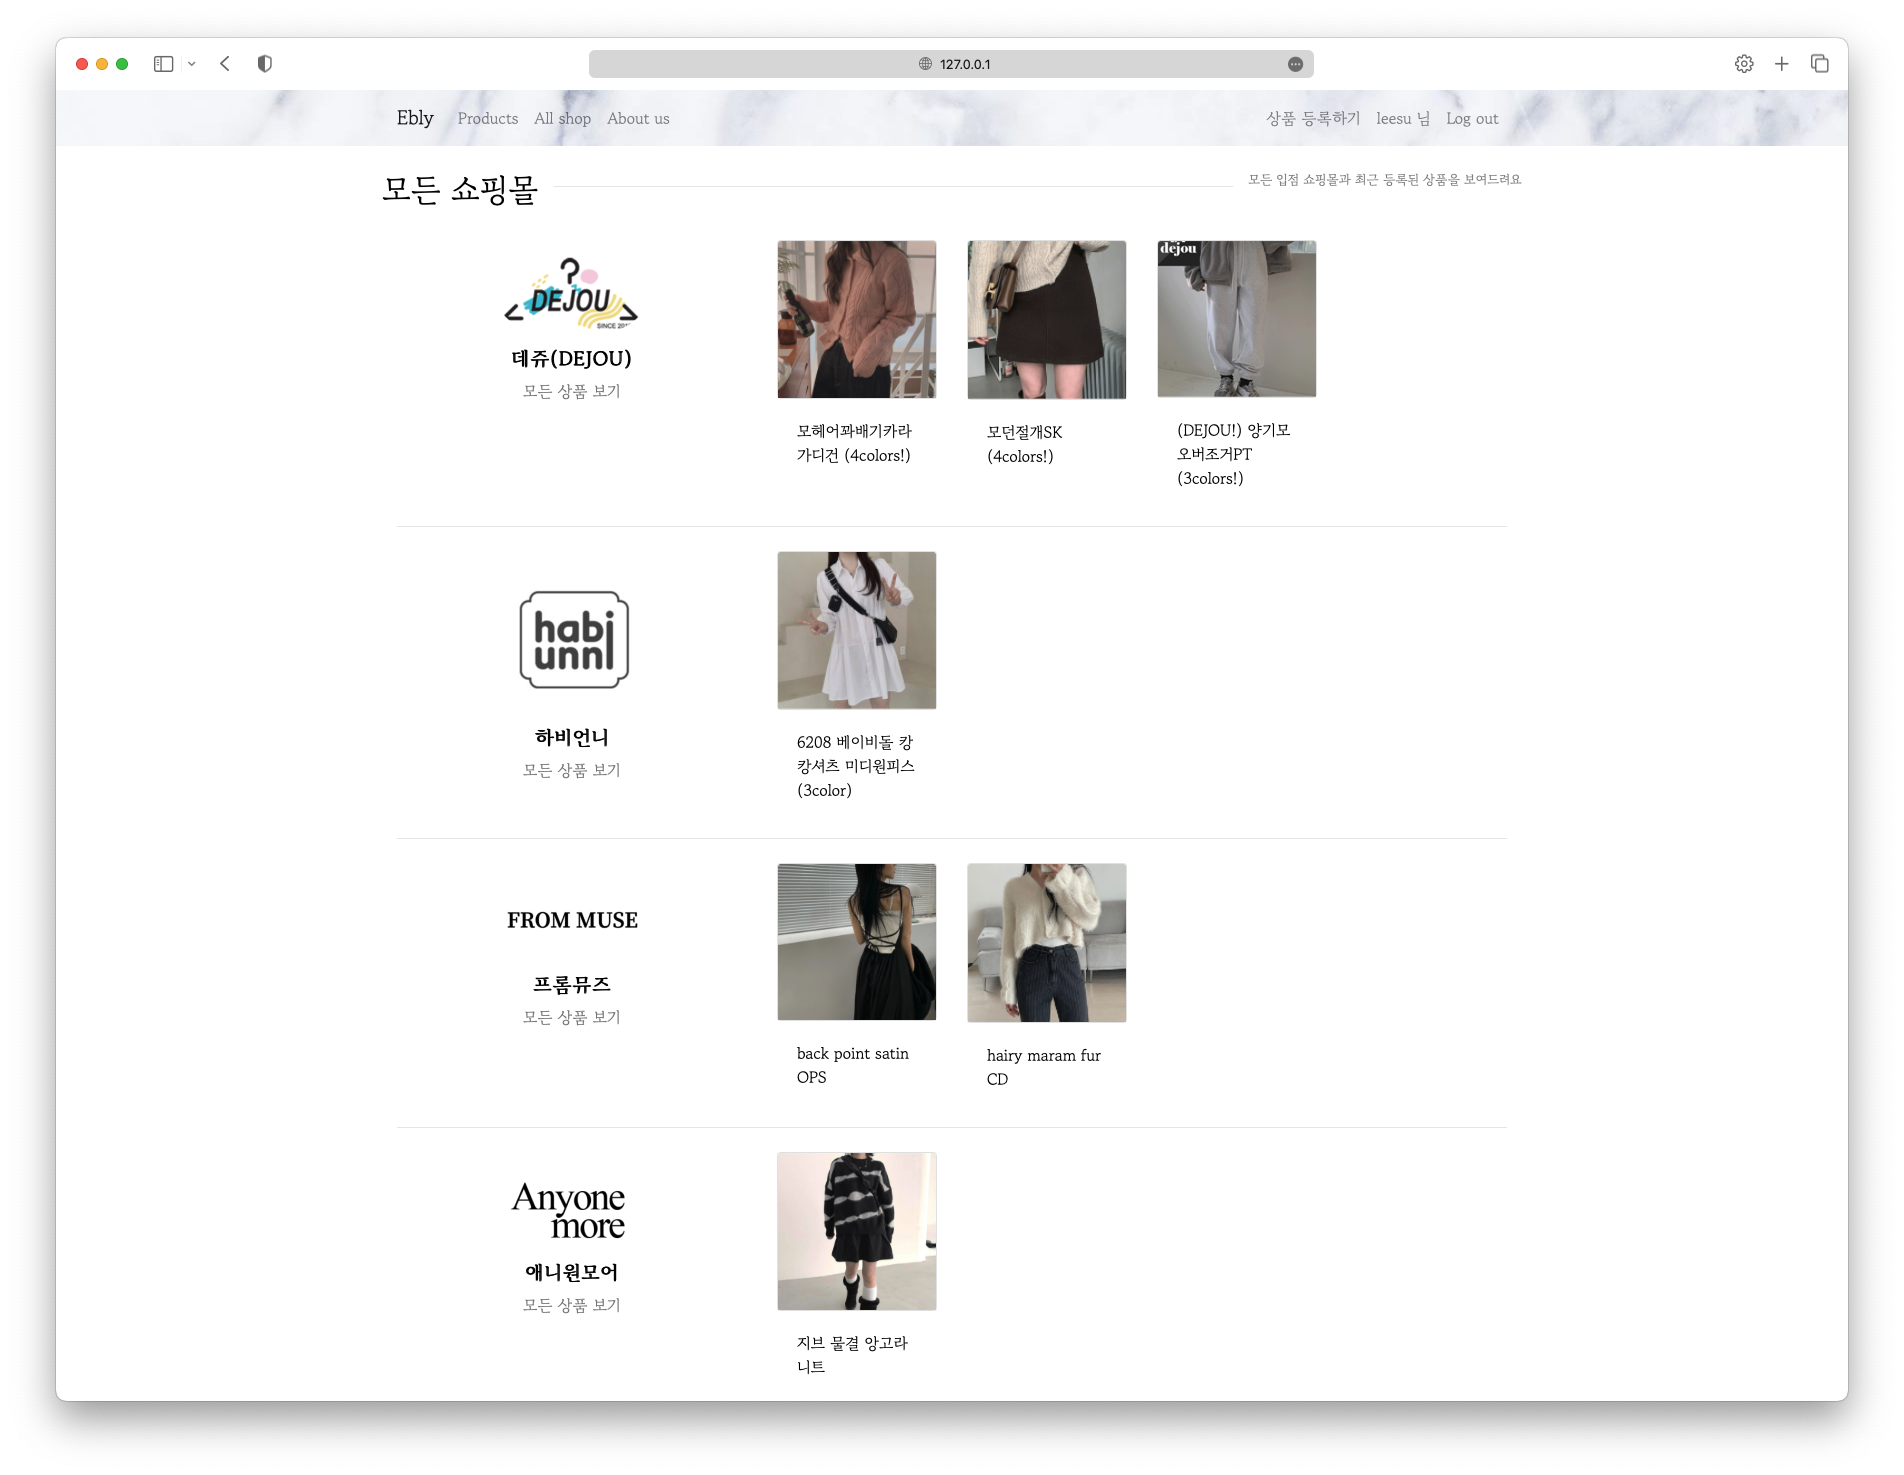 127.0.0.1
Ebly Products All shop About us 상품 등록하기 leesu 님 Log out
모든 쇼핑몰
모든 입점 쇼핑몰과 최근 등록된 상품을 보여드려요
DEJOU
데쥬(DEJOU)
모든 상품 보기
모헤어꽈배기카라
가디건 (4colors!)
모던절개SK
(4colors!)
dejou
(DEJOU!) 양기모
오버조거PT
(3colors!)
habi
unni
하비언니
모든 상품 보기
6208 베이비돌 캉
캉셔츠 미디원피스
(3color)
FROM MUSE
프롬뮤즈
모든 상품 보기
back point satin
OPS
hairy maram fur
CD
Anyone
more
애니원모어
모든 상품 보기
지브 물결 앙고라
니트